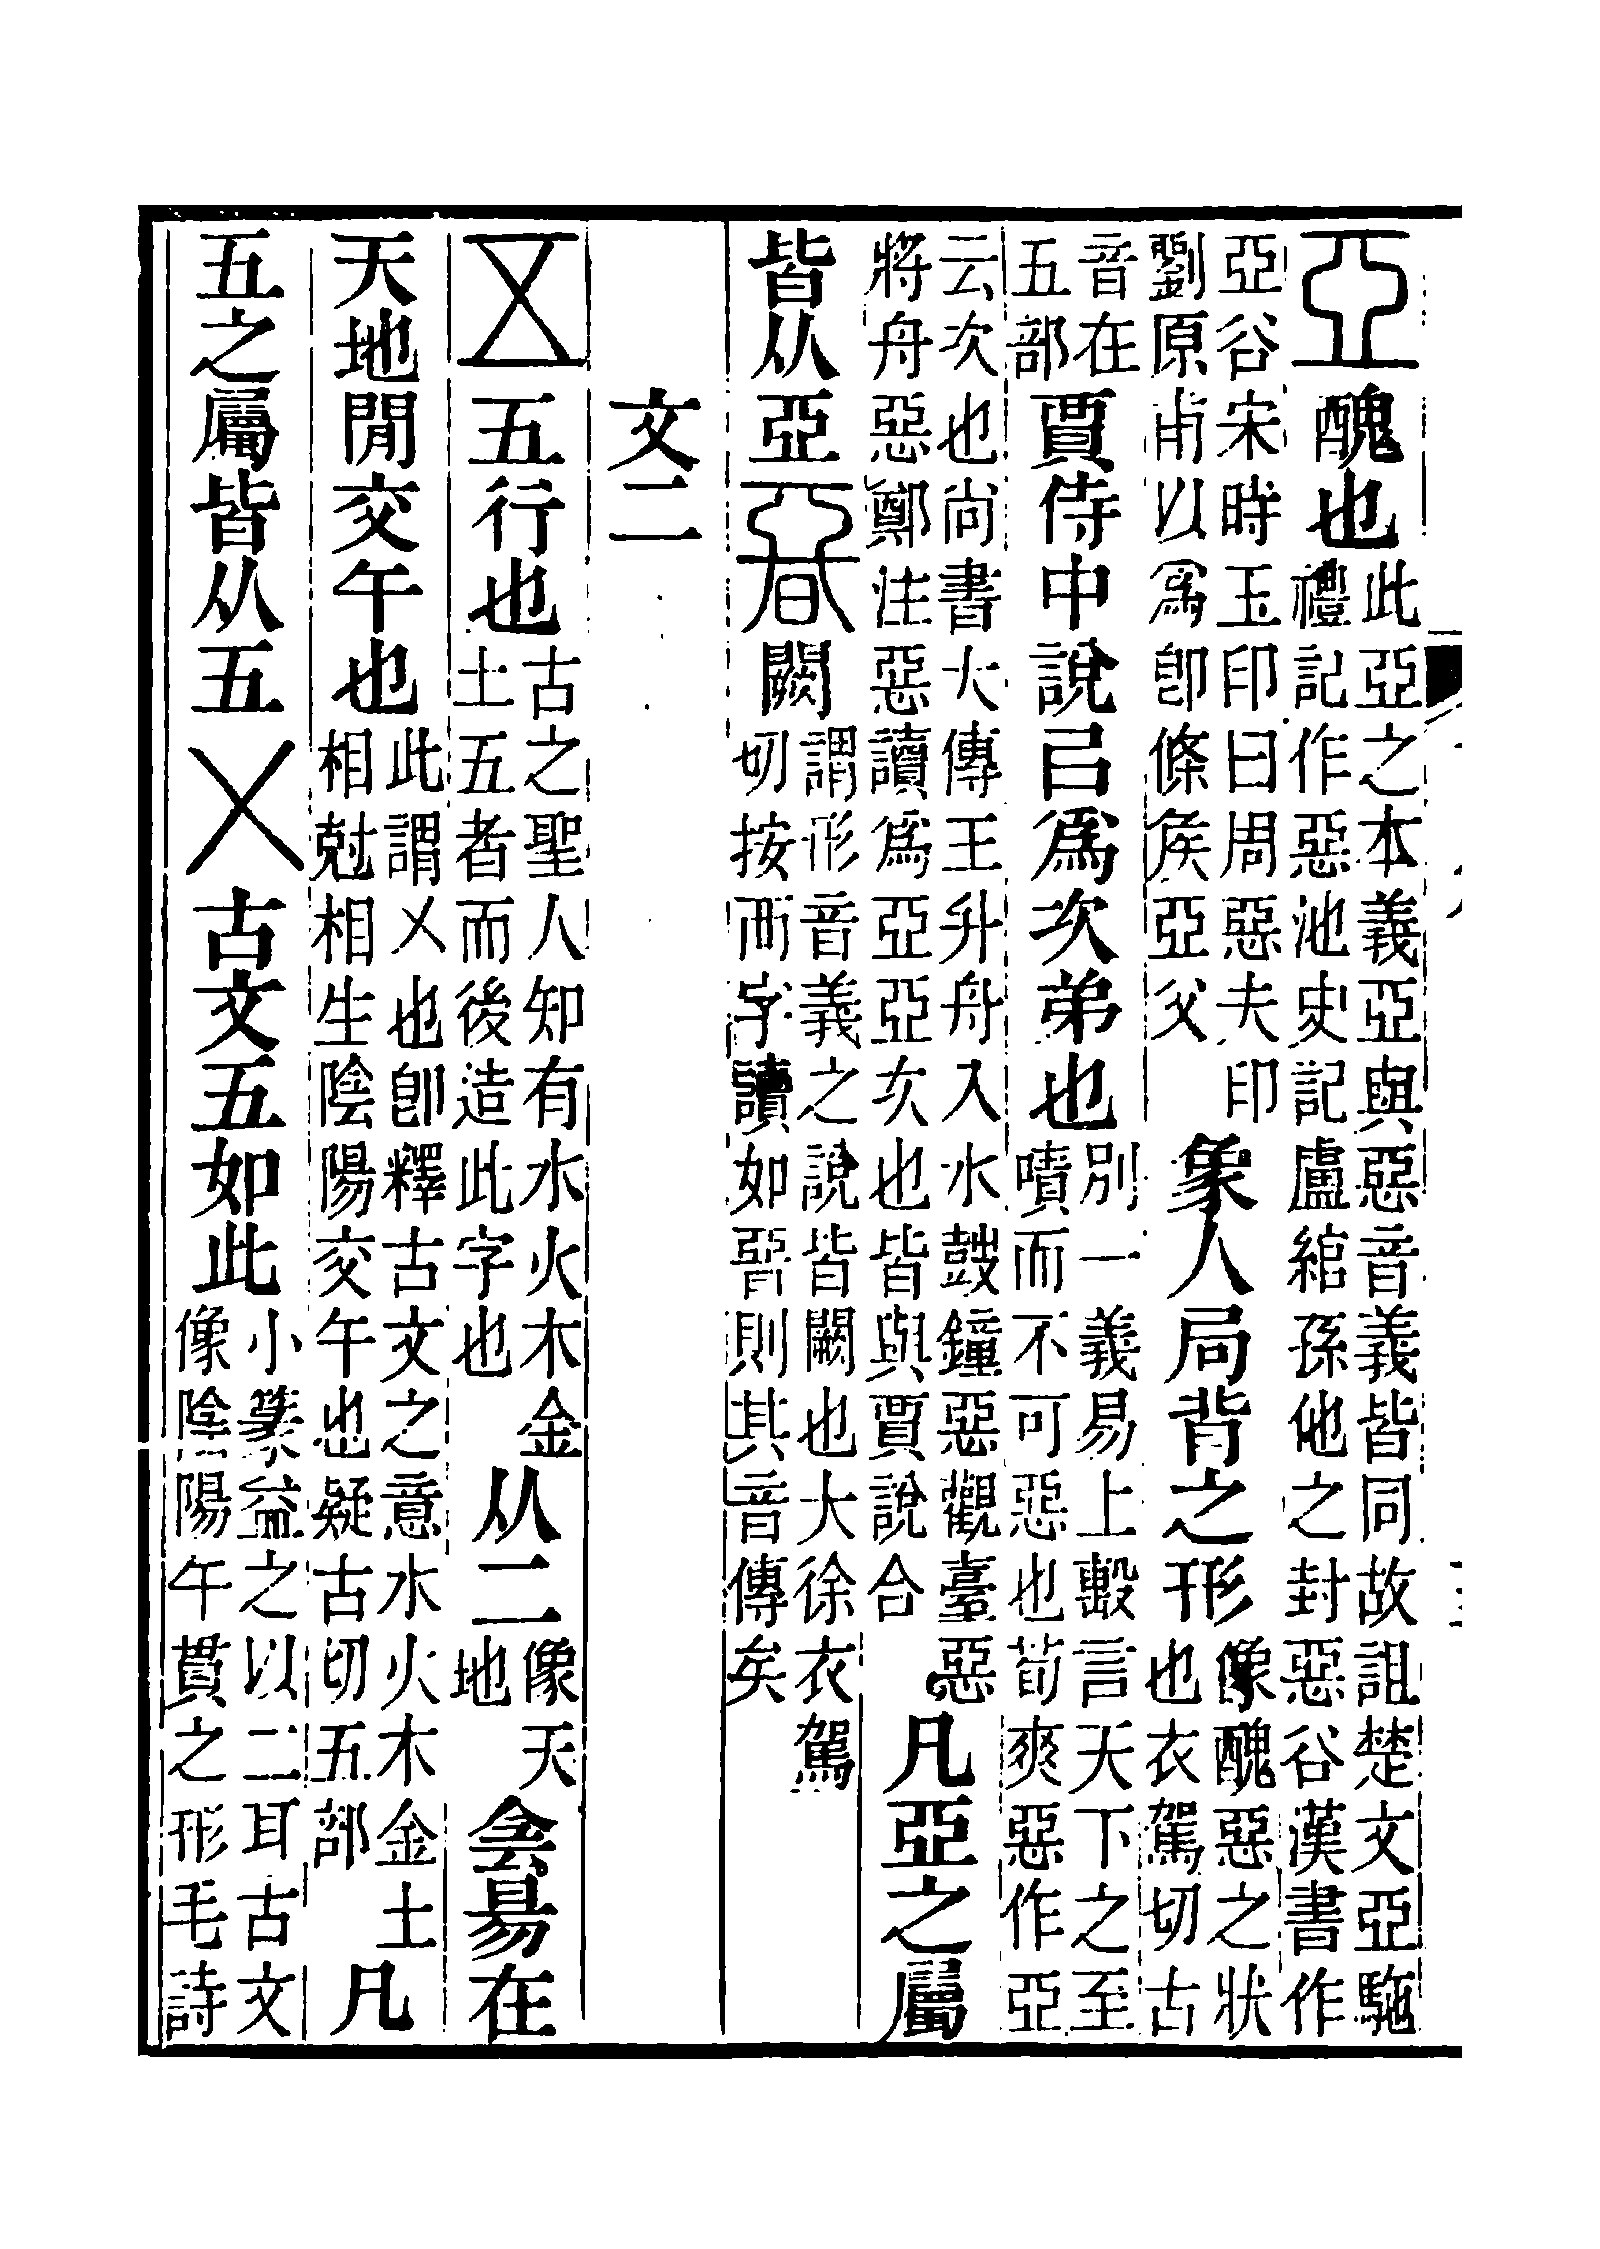 亞醜也此亞之本義亞與惡音義皆同故詛楚文亞駞禮記作惡池史記盧綰孫他之封惡谷漢書作
亞谷宋時玉印曰周惡夫印劉原甫以爲卽條矦亞父象人局背之形像醜惡之狀也衣駕切古
音在五部賈侍中說㠯爲次弟也別一義易上毄言天下之至嘖而不可惡也荀爽惡作亞
云次也尚書大傳王升舟入水鼓鐘惡觀臺惡將舟惡鄭注惡讀爲亞亞次也皆與賈說合凡亞之屬
皆从亞闕謂形音義之說皆闕也大徐衣駕切按襾字讀如晉則其音傳矣
文二
五五行也古之聖人知有水火木金土五者而後造此字也从二像天地侌昜在
天地閒交午也此謂㐅也卽釋古文之意水火木金土相尅相生陰陽交午也疑古切五部凡
五之屬皆从五㐅古文五如此小篆益之以二耳古文像陰陽午貫之形毛詩